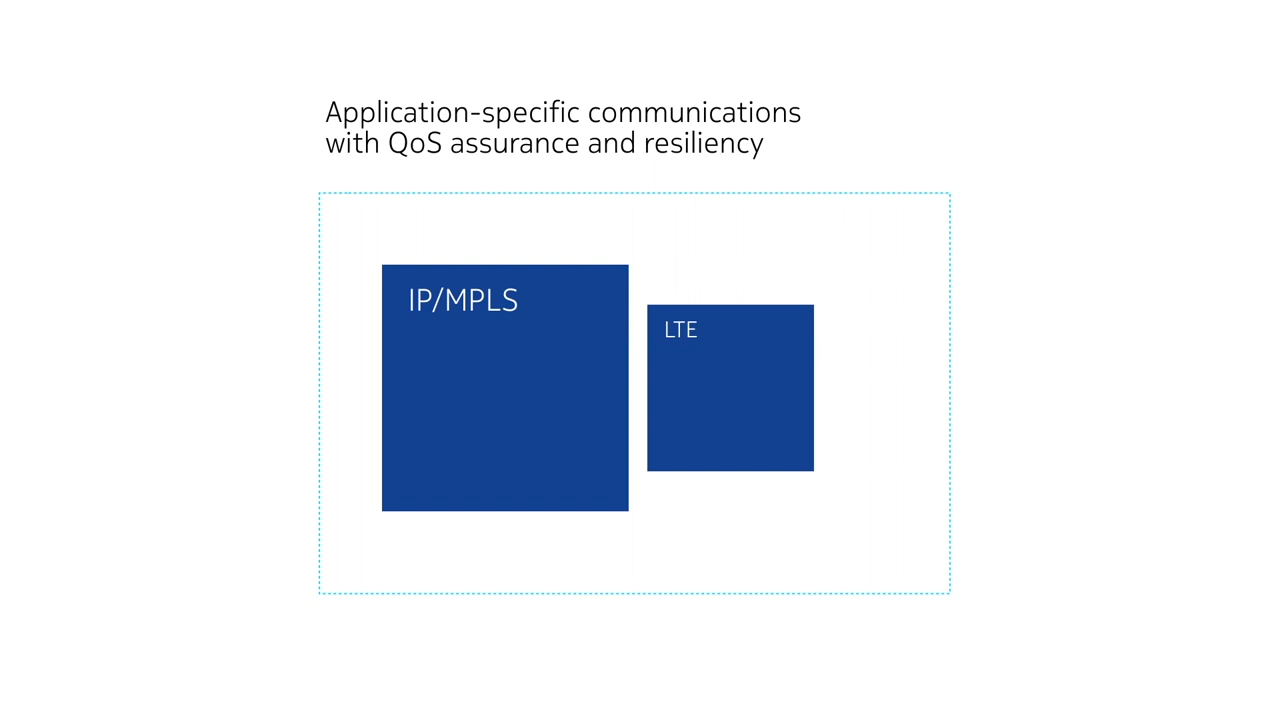 Application-specific communications
with QoS assurance and resiliency
IP/MPLS
LTE